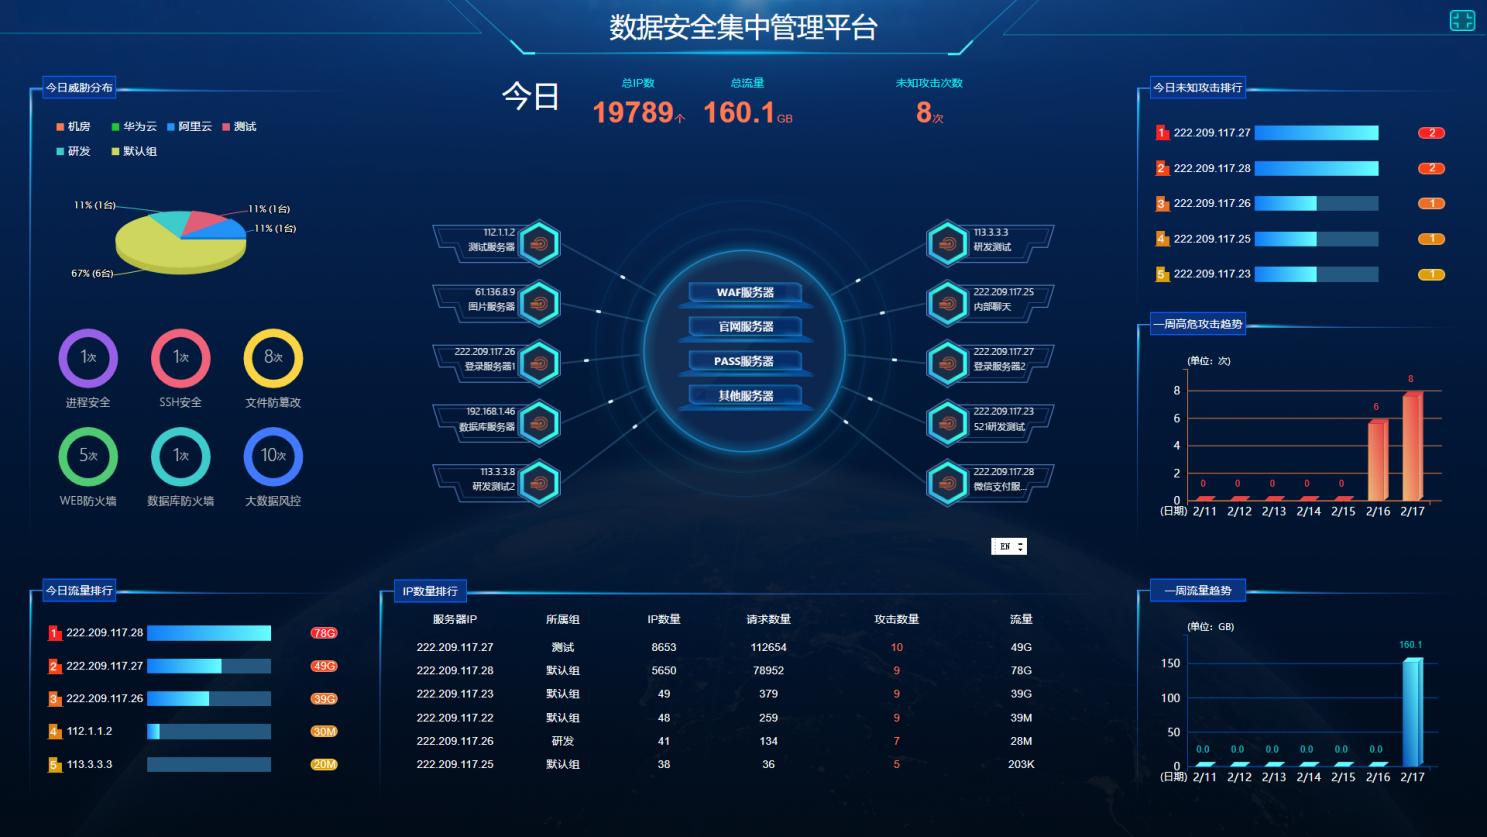 数据安全集中管理平台
今日
总IP数
19789个
总流量
160.1GB
未知攻击次数
8次
今日威胁分布
机房 华为云 阿里云 测试
研发 默认组
11% (1台)
11% (1台)
11% (1台)
67% (6台)
1次 1次 8次
进程安全 SSH安全 文件防篡改
5次 1次 10次
WEB防火墙 数据库防火墙 大数据风控
112.1.1.2
测试服务器
61.136.8.9
图片服务器
222.209.117.26
登录服务器1
192.168.1.46
数据库服务器
113.3.3.8
研发测试2
WAF服务器
官网服务器
PASS服务器
其他服务器
113.3.3.3
研发测试
222.209.117.25
内部聊天
222.209.117.27
登录服务器2
222.209.117.23
521研发测试
222.209.117.28
微信支付服...
EN
今日未知攻击排行
1 222.209.117.27 2
2 222.209.117.28 2
3 222.209.117.26 1
4 222.209.117.25 1
5 222.209.117.23 1
一周高危攻击趋势
(单位：次)
8
6
4
2
0
0 0 0 0 0 6 8
(日期) 2/11 2/12 2/13 2/14 2/15 2/16 2/17
今日流量排行
1 222.209.117.28 78G
2 222.209.117.27 49G
3 222.209.117.26 39G
4 112.1.1.2 30M
5 113.3.3.3 20M
IP数量排行
服务器IP 所属组 IP数量 请求数量 攻击数量 流量
222.209.117.27 测试 8653 112654 10 49G
222.209.117.28 默认组 5650 78952 9 78G
222.209.117.23 默认组 49 379 9 39G
222.209.117.22 默认组 48 259 9 39M
222.209.117.26 研发 41 134 7 28M
222.209.117.25 默认组 38 36 5 203K
一周流量趋势
(单位：GB)
150
100
50
0
0.0 0.0 0.0 0.0 0.0 0.0 160.1
(日期) 2/11 2/12 2/13 2/14 2/15 2/16 2/17